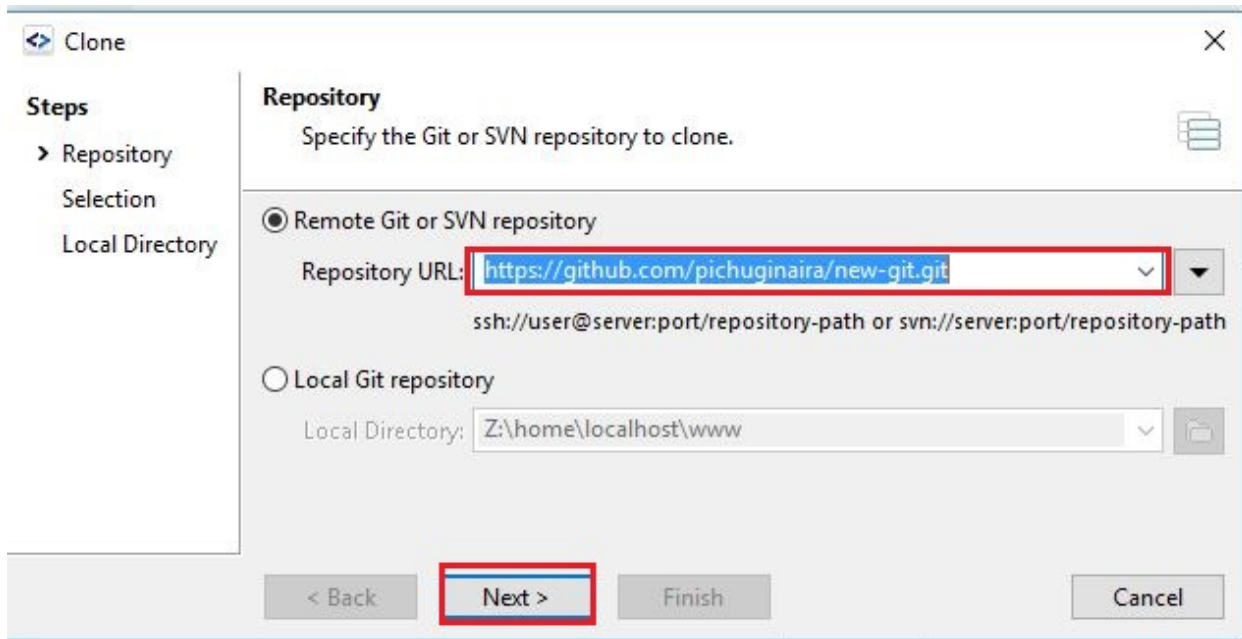 Clone
Steps
Repository
Selection
Local Directory
Repository
Specify the Git or SVN repository to clone.
Remote Git or SVN repository
Repository URL: https://github.com/pichuginaira/new-git.git
ssh://user@server:port/repository-path or svn://server:port/repository-path
Local Git repository
Local Directory: Z:\home\localhost\www
< Back Next > Finish Cancel